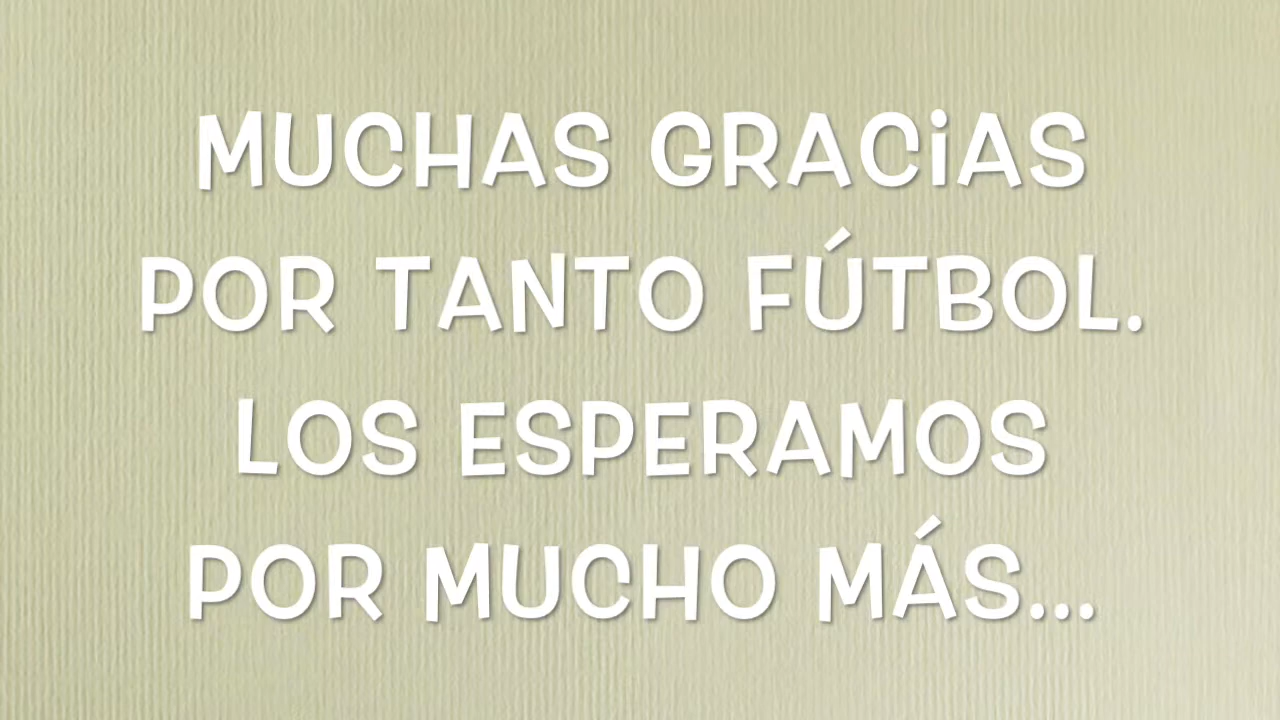 MUCHAS GRACiAS
POR TANTO FÚTBOL.
LOS ESPERAMOS
POR MUCHO MÁS...